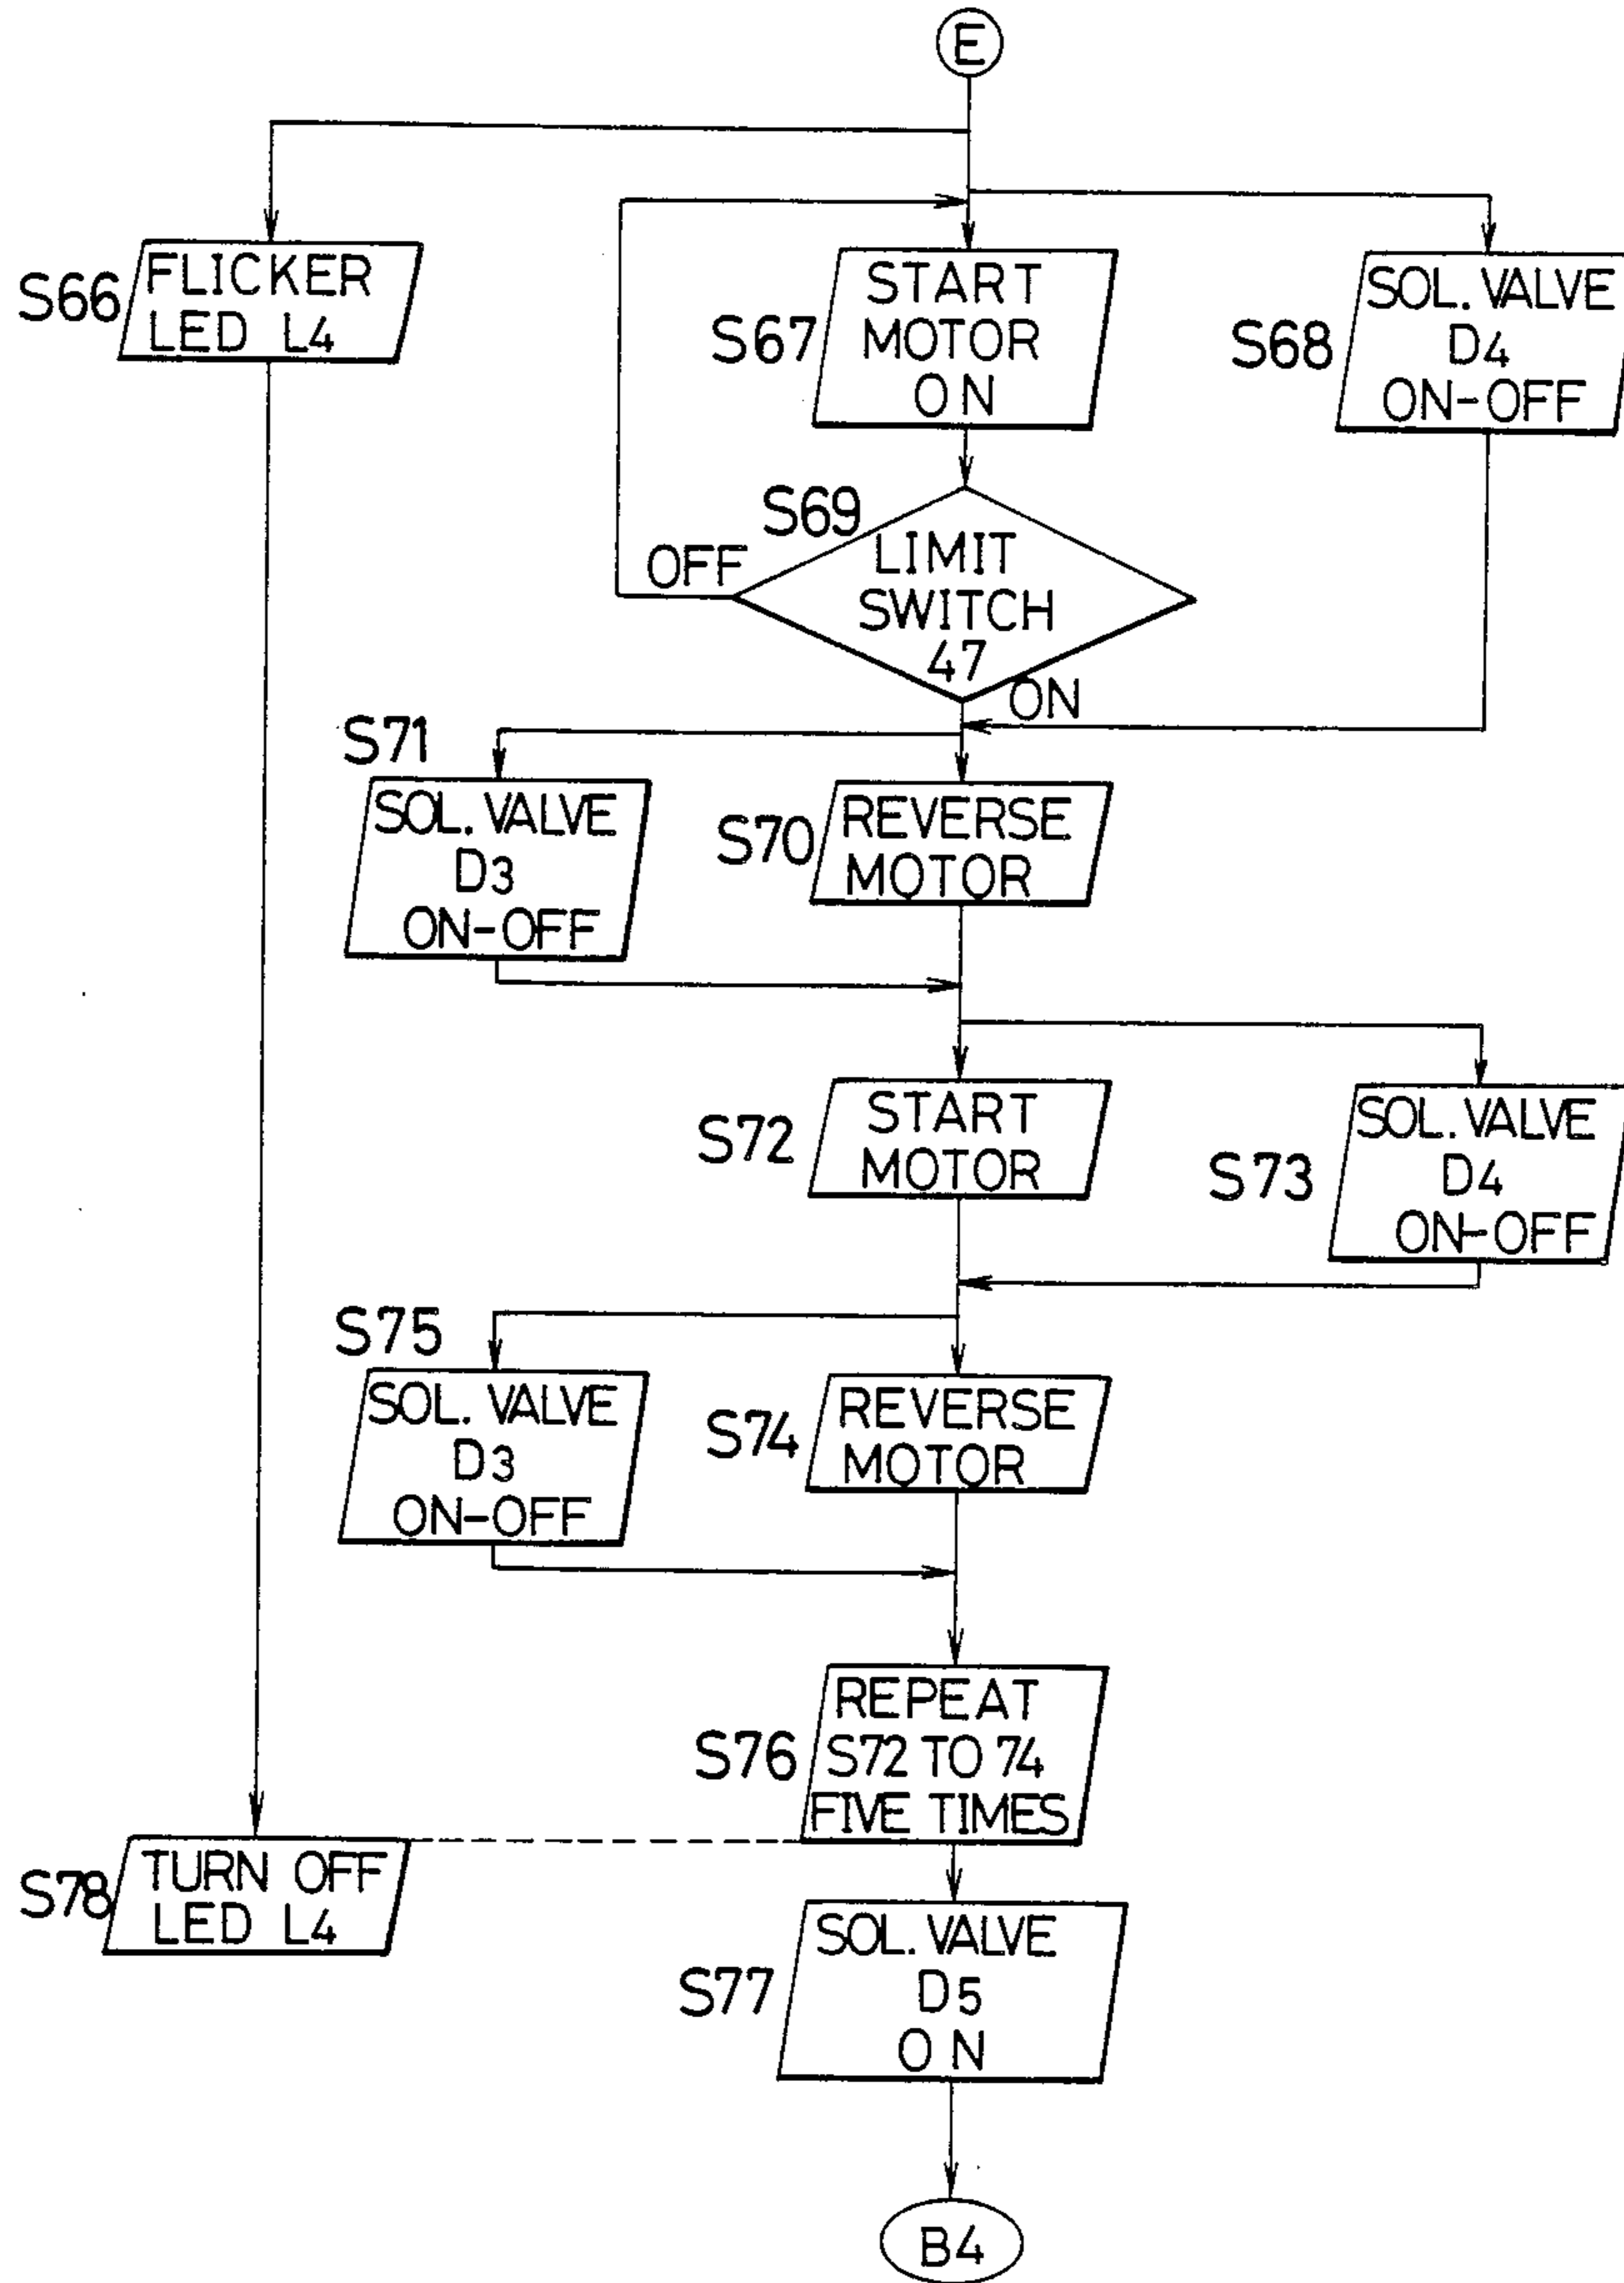 E
S66
FLICKER
LED L4
S67
START
MOTOR
ON
S68
SOL. VALVE
D4
ON-OFF
S69
LIMIT
SWITCH
47
OFF
ON
S71
SOL. VALVE
D3
ON-OFF
S70
REVERSE
MOTOR
S72
START
MOTOR
S73
SOL. VALVE
D4
ON-OFF
S75
SOL. VALVE
D3
ON-OFF
S74
REVERSE
MOTOR
S76
REPEAT
S72 TO 74
FIVE TIMES
S78
TURN OFF
LED L4
S77
SOL. VALVE
D5
ON
B4